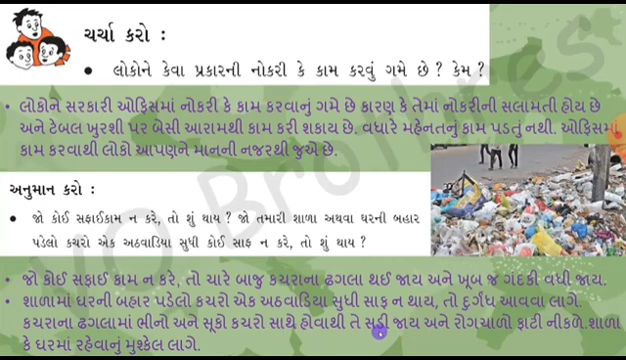 ચર્ચા કરો :
• લોકોને કેવા પ્રકારની નોકરી કે કામ કરવું ગમે છે ? કેમ ?
• લોકોને સરકારી ઓફિસમાં નોકરી કે કામ કરવાનું ગમે છે કારણ કે તેમાં નોકરીની સલામતી હોય છે
અને ટેબલ ખુરશી પર બેસી આરામથી કામ કરી શકાય છે. વધારે મહેનતનું કામ પડતું નથી. ઓફિસમાં
કામ કરવાથી લોકો આપણને માનની નજરથી જુએ છે.
અનુમાન કરો :
• જો કોઈ સફાઈકામ ન કરે, તો શું થાય ? જો તમારી શાળા અથવા ઘરની બહાર
પડેલો કચરો એક અઠવાડિયા સુધી કોઈ સાફ ન કરે, તો શું થાય ?
• જો કોઈ સફાઈ કામ ન કરે, તો ચારે બાજુ કચરાના ઢગલા થઈ જાય અને ખૂબ જ ગંદકી વધી જાય.
• શાળામાં ઘરની બહાર પડેલો કચરો એક અઠવાડિયા સુધી સાફ ન થાય, તો દુર્ગંધ આવવા લાગે.
કચરાના ઢગલામાં ભીનો અને સૂકો કચરો સાથે હોવાથી તે સડી જાય અને રોગચાળો ફાટી નીકળે.શાળા
કે ઘરમાં રહેવાનું મુશ્કેલ લાગે.